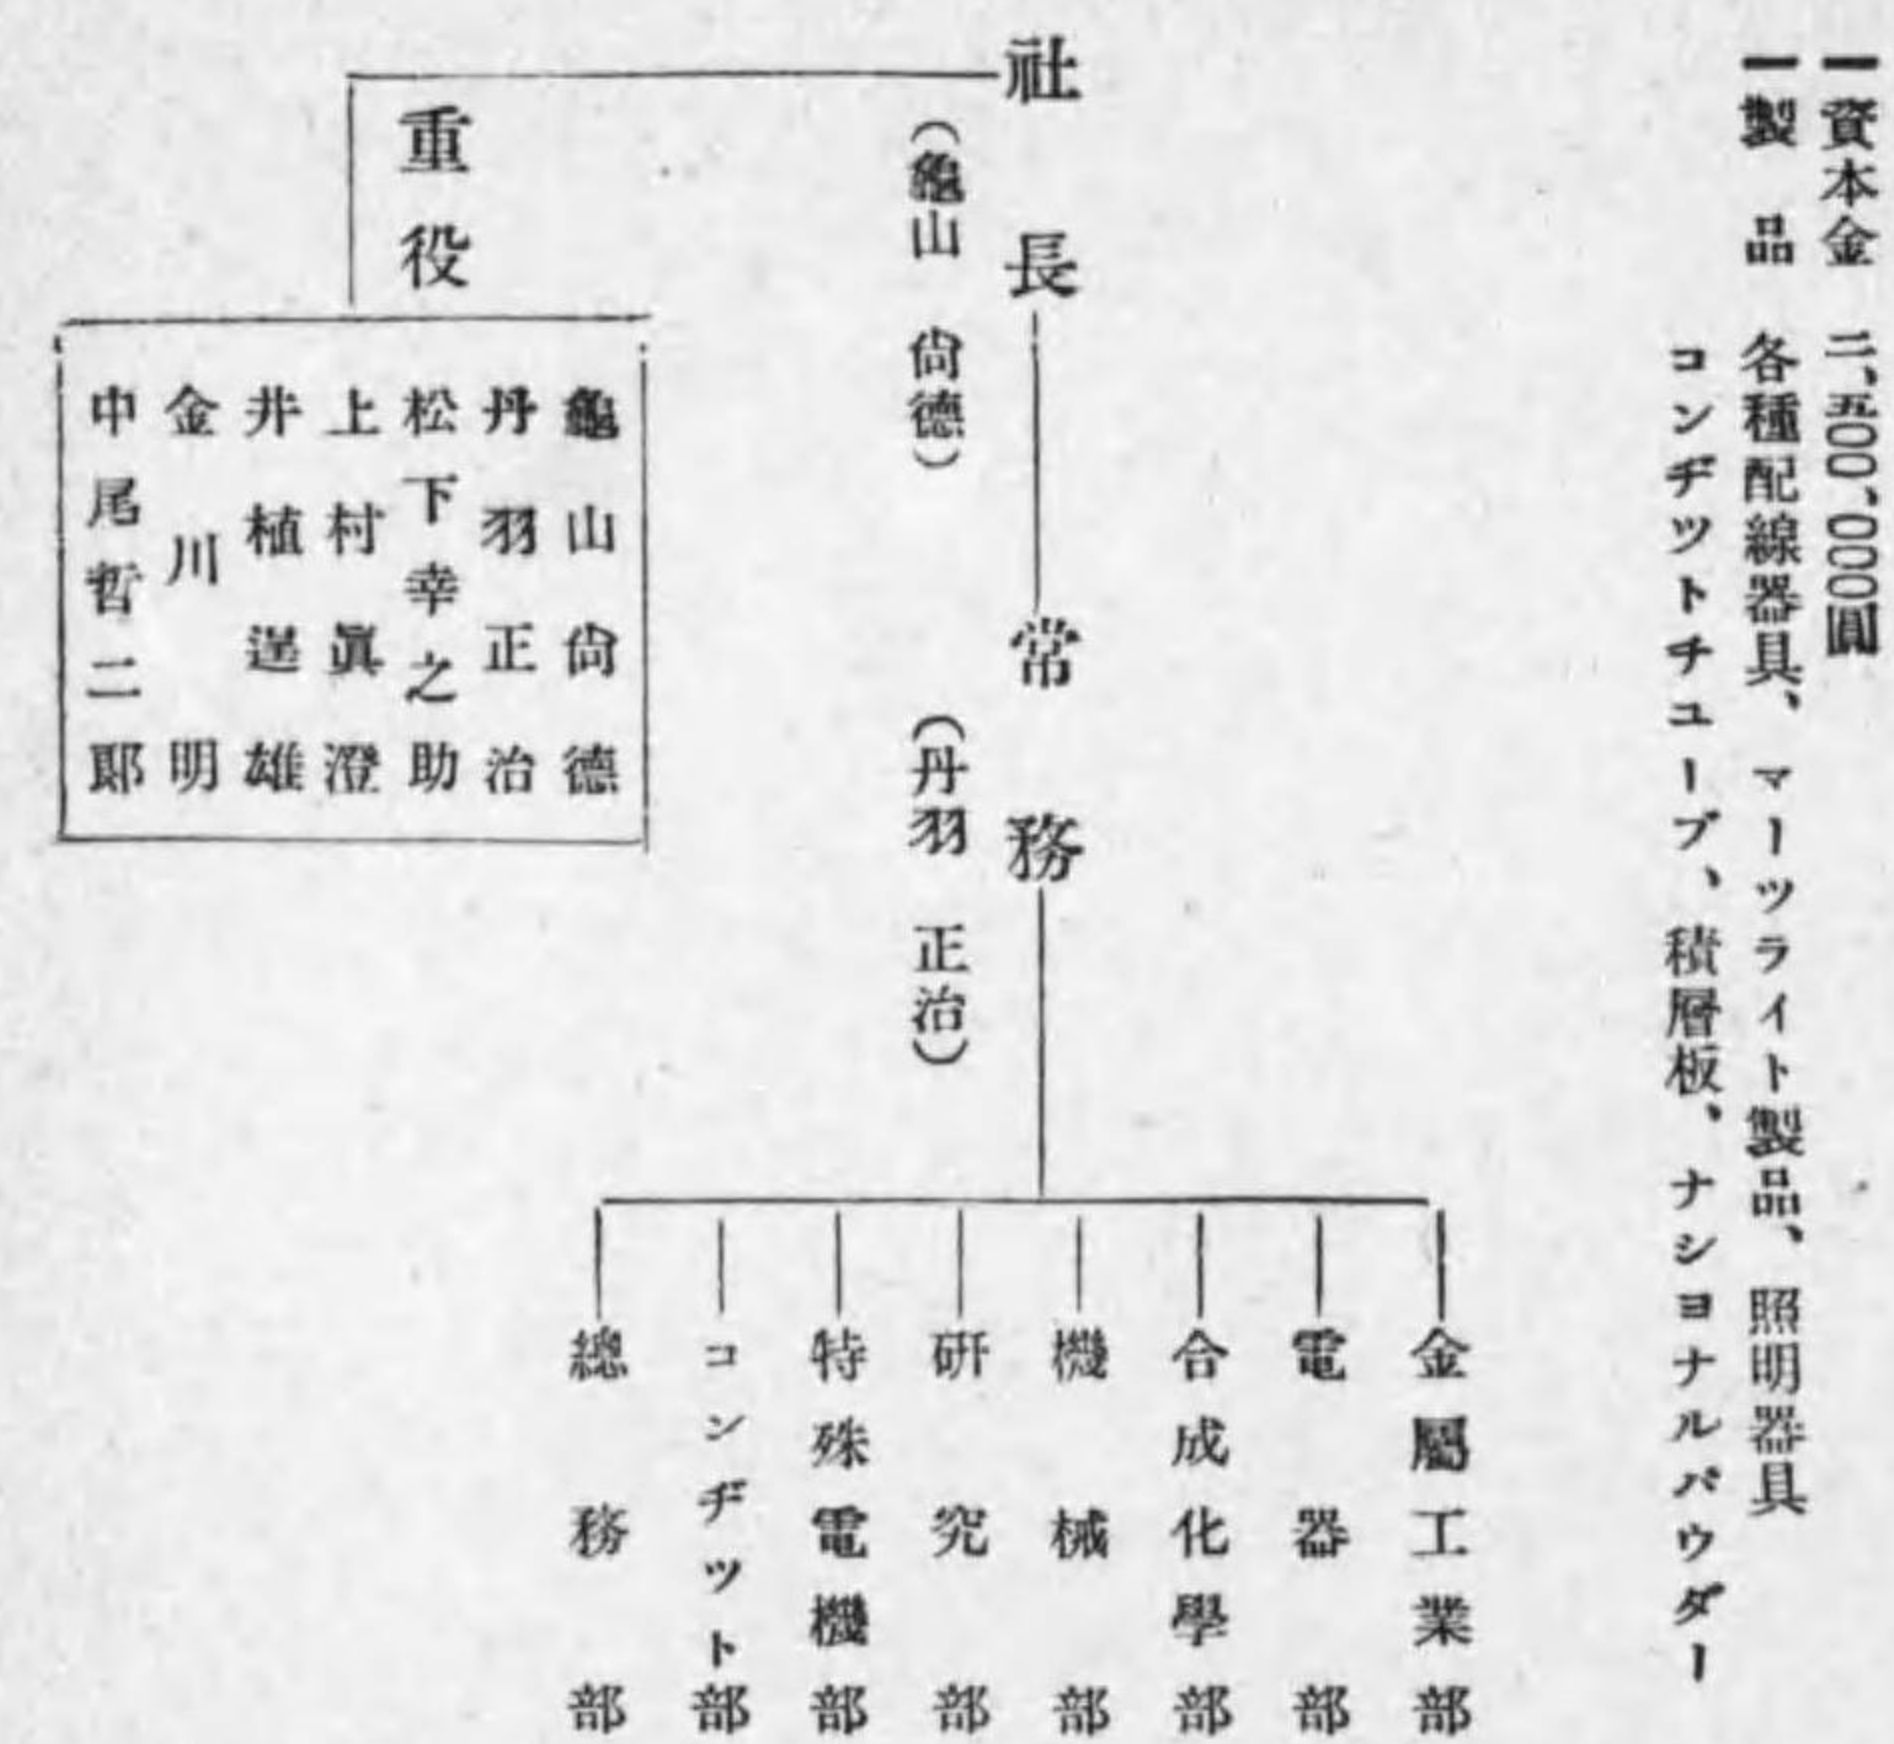 一資本金 二、五〇〇、〇〇〇圓
一製品 各種配線器具、マーツライト製品、照明器具
コンヂツトチユーブ、積層板、ナシヨナルパウダー
社長
(龜山 尙德)
常務
(丹羽 正治)
重役
龜山尙德
丹羽正治
松下幸之助
上村眞澄
井植歳雄
金川明
中尾哲二郞
金屬工業部
電器部
合成化學部
機械部
硏究部
特殊電機部
コンヂット部
總務部